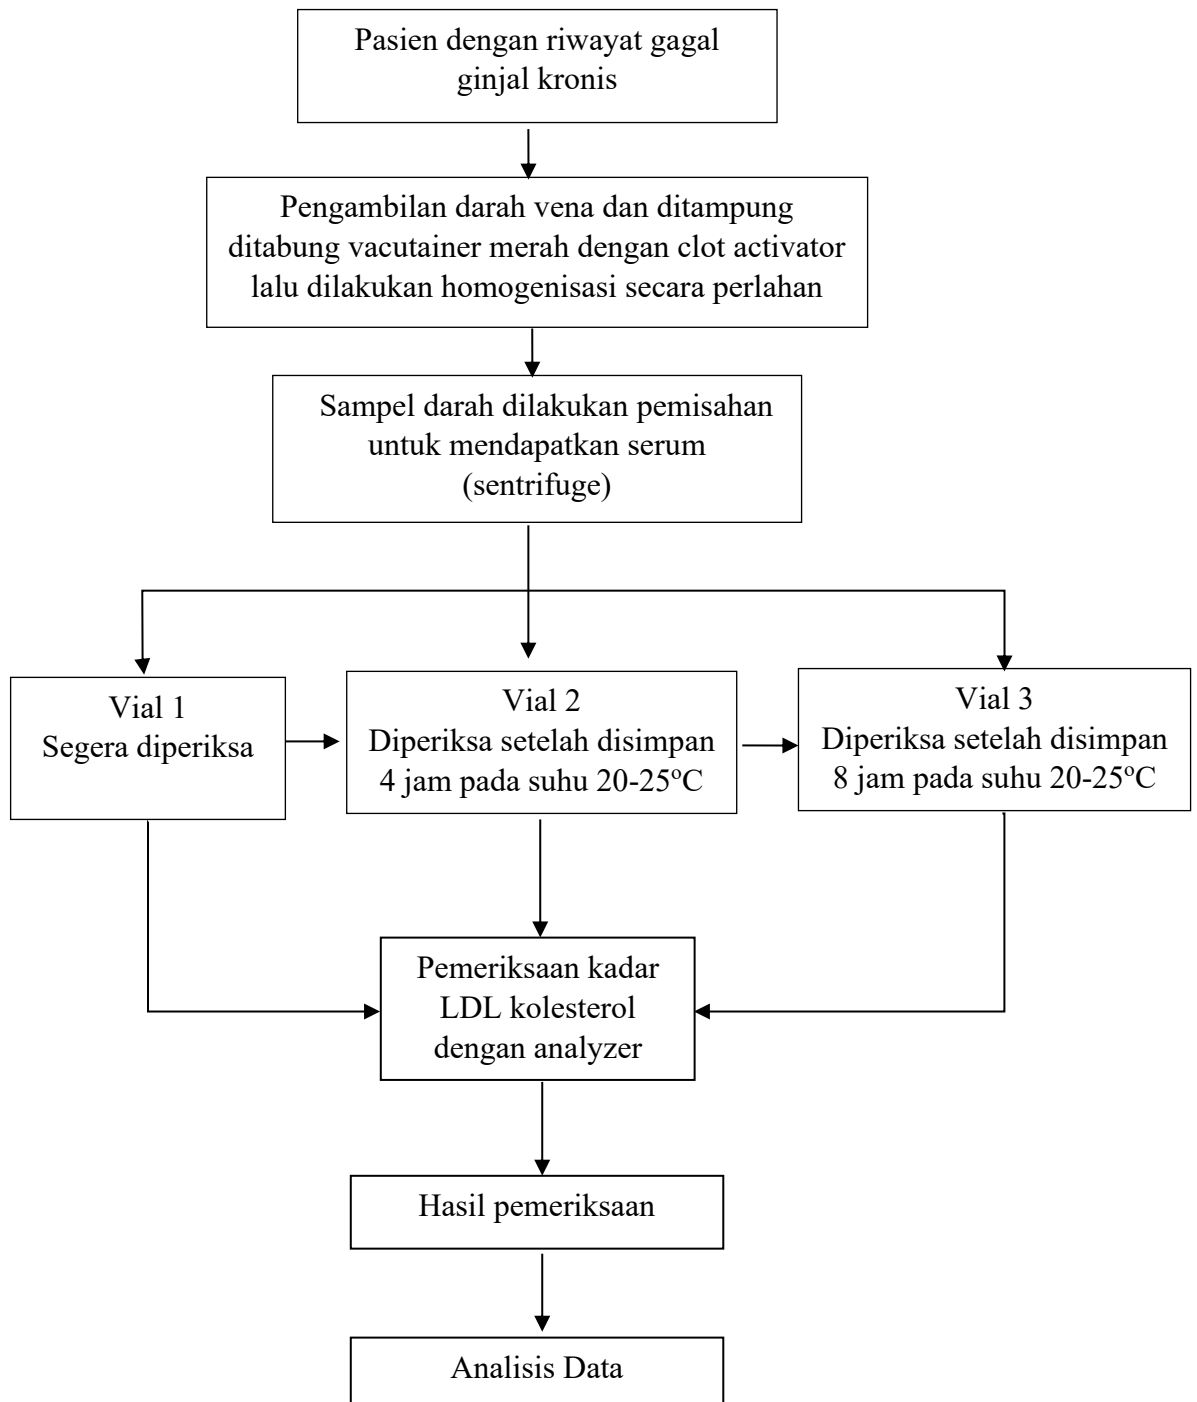 Pasien dengan riwayat gagal
ginjal kronis
Pengambilan darah vena dan ditampung
ditabung vacutainer merah dengan clot activator
lalu dilakukan homogenisasi secara perlahan
Sampel darah dilakukan pemisahan
untuk mendapatkan serum
(sentrifuge)
Vial 1
Segera diperiksa
Vial 2
Diperiksa setelah disimpan
4 jam pada suhu 20-25ºC
Vial 3
Diperiksa setelah disimpan
8 jam pada suhu 20-25ºC
Pemeriksaan kadar
LDL kolesterol
dengan analyzer
Hasil pemeriksaan
Analisis Data